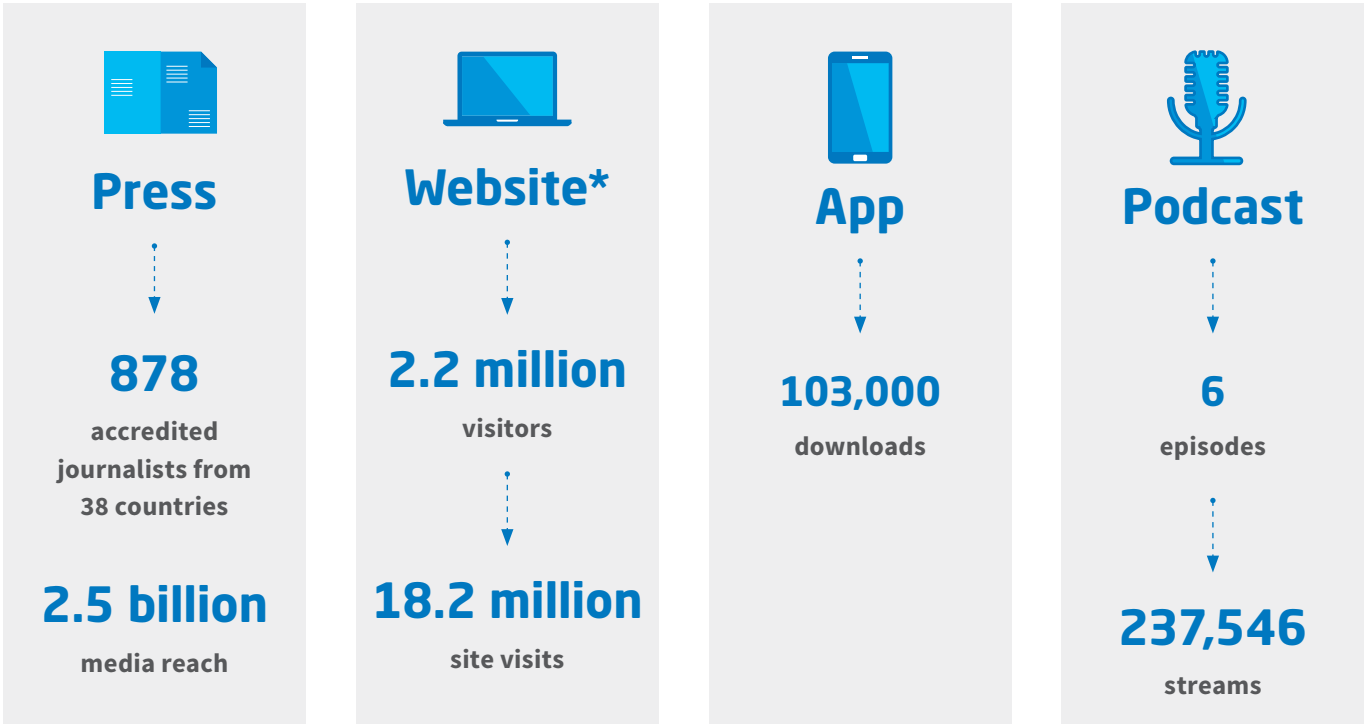 Press
878
accredited
journalists from
38 countries
2.5 billion
media reach
Website*
2.2 million
visitors
18.2 million
site visits
App
103,000
downloads
Podcast
6
episodes
237,546
streams